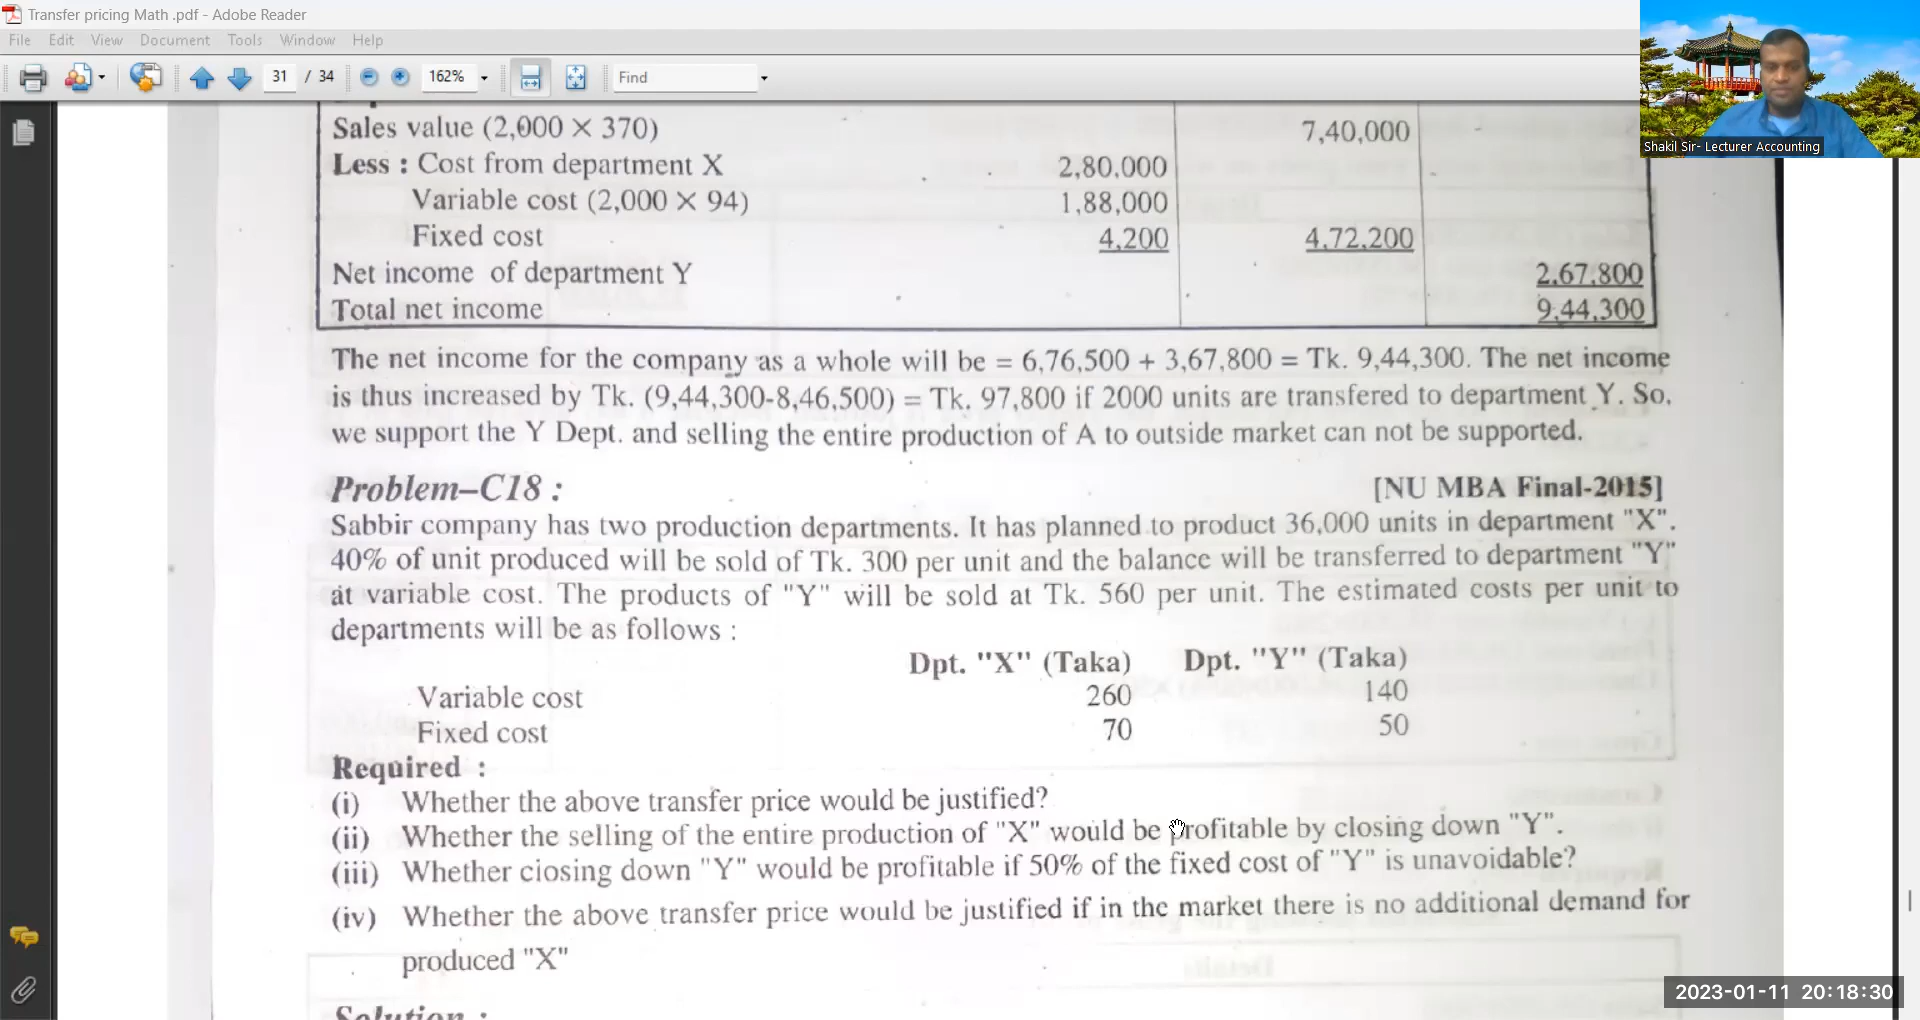 Transfer pricing Math .pdf - Adobe Reader
File Edit View Document Tools Window Help
31 / 34 162% Find
Sales value (2,000 × 370) 7,40,000
Less : Cost from department X 2,80,000
Variable cost (2,000 × 94) 1,88,000
Fixed cost 4,200 4,72,200
Net income of department Y 2,67,800
Total net income 9,44,300
The net income for the company as a whole will be = 6,76,500 + 3,67,800 = Tk. 9,44,300. The net income
is thus increased by Tk. (9,44,300-8,46,500) = Tk. 97,800 if 2000 units are transfered to department Y. So,
we support the Y Dept. and selling the entire production of A to outside market can not be supported.
Problem–C18 : [NU MBA Final-2015]
Sabbir company has two production departments. It has planned to product 36,000 units in department "X".
40% of unit produced will be sold of Tk. 300 per unit and the balance will be transferred to department "Y"
at variable cost. The products of "Y" will be sold at Tk. 560 per unit. The estimated costs per unit to
departments will be as follows :
Dpt. "X" (Taka) Dpt. "Y" (Taka)
Variable cost 260 140
Fixed cost 70 50
Required :
(i) Whether the above transfer price would be justified?
(ii) Whether the selling of the entire production of "X" would be profitable by closing down "Y".
(iii) Whether closing down "Y" would be profitable if 50% of the fixed cost of "Y" is unavoidable?
(iv) Whether the above transfer price would be justified if in the market there is no additional demand for
produced "X"
Solution :
Shakil Sir- Lecturer Accounting
2023-01-11 20:18:30